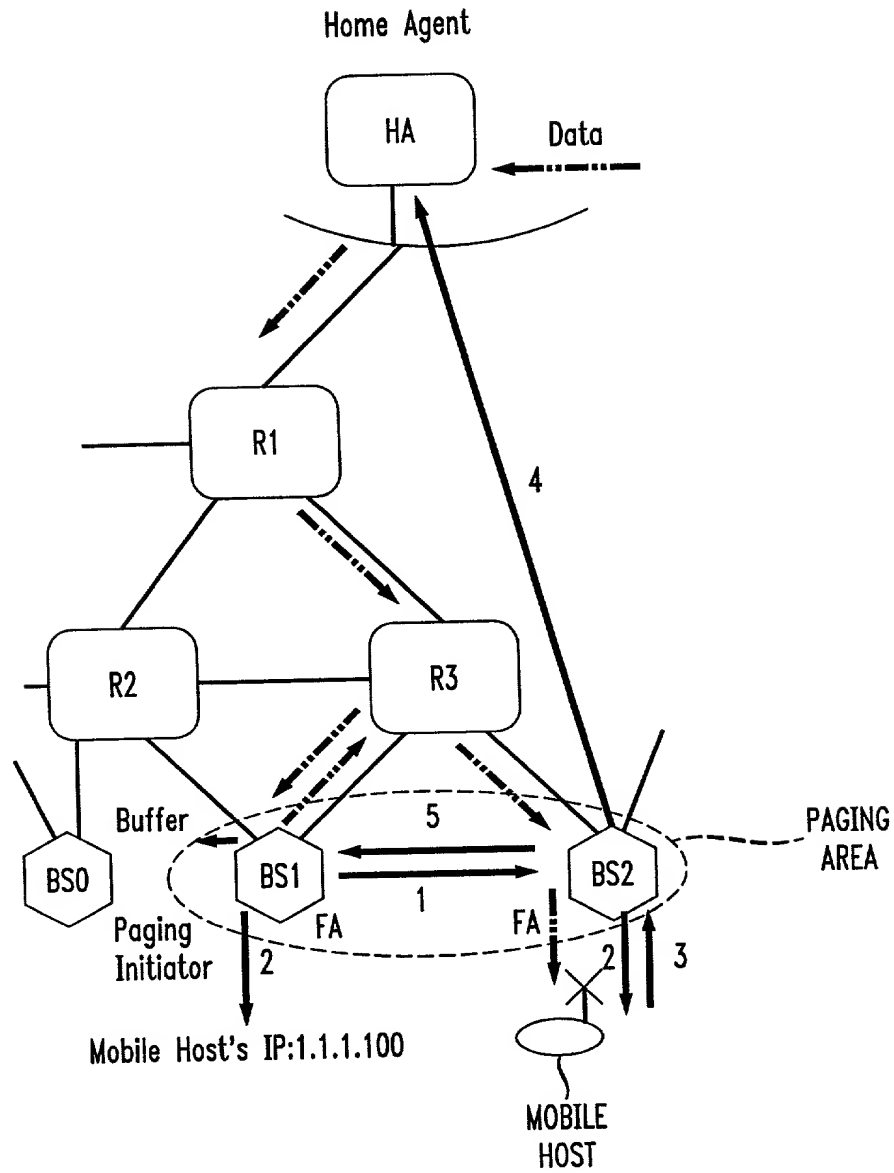 Home Agent
HA
Data
R1
4
R2
R3
Buffer
5
PAGING
AREA
BS0
BS1
BS2
1
Paging
Initiator
FA
FA
2
2
3
Mobile Host's IP:1.1.1.100
MOBILE
HOST